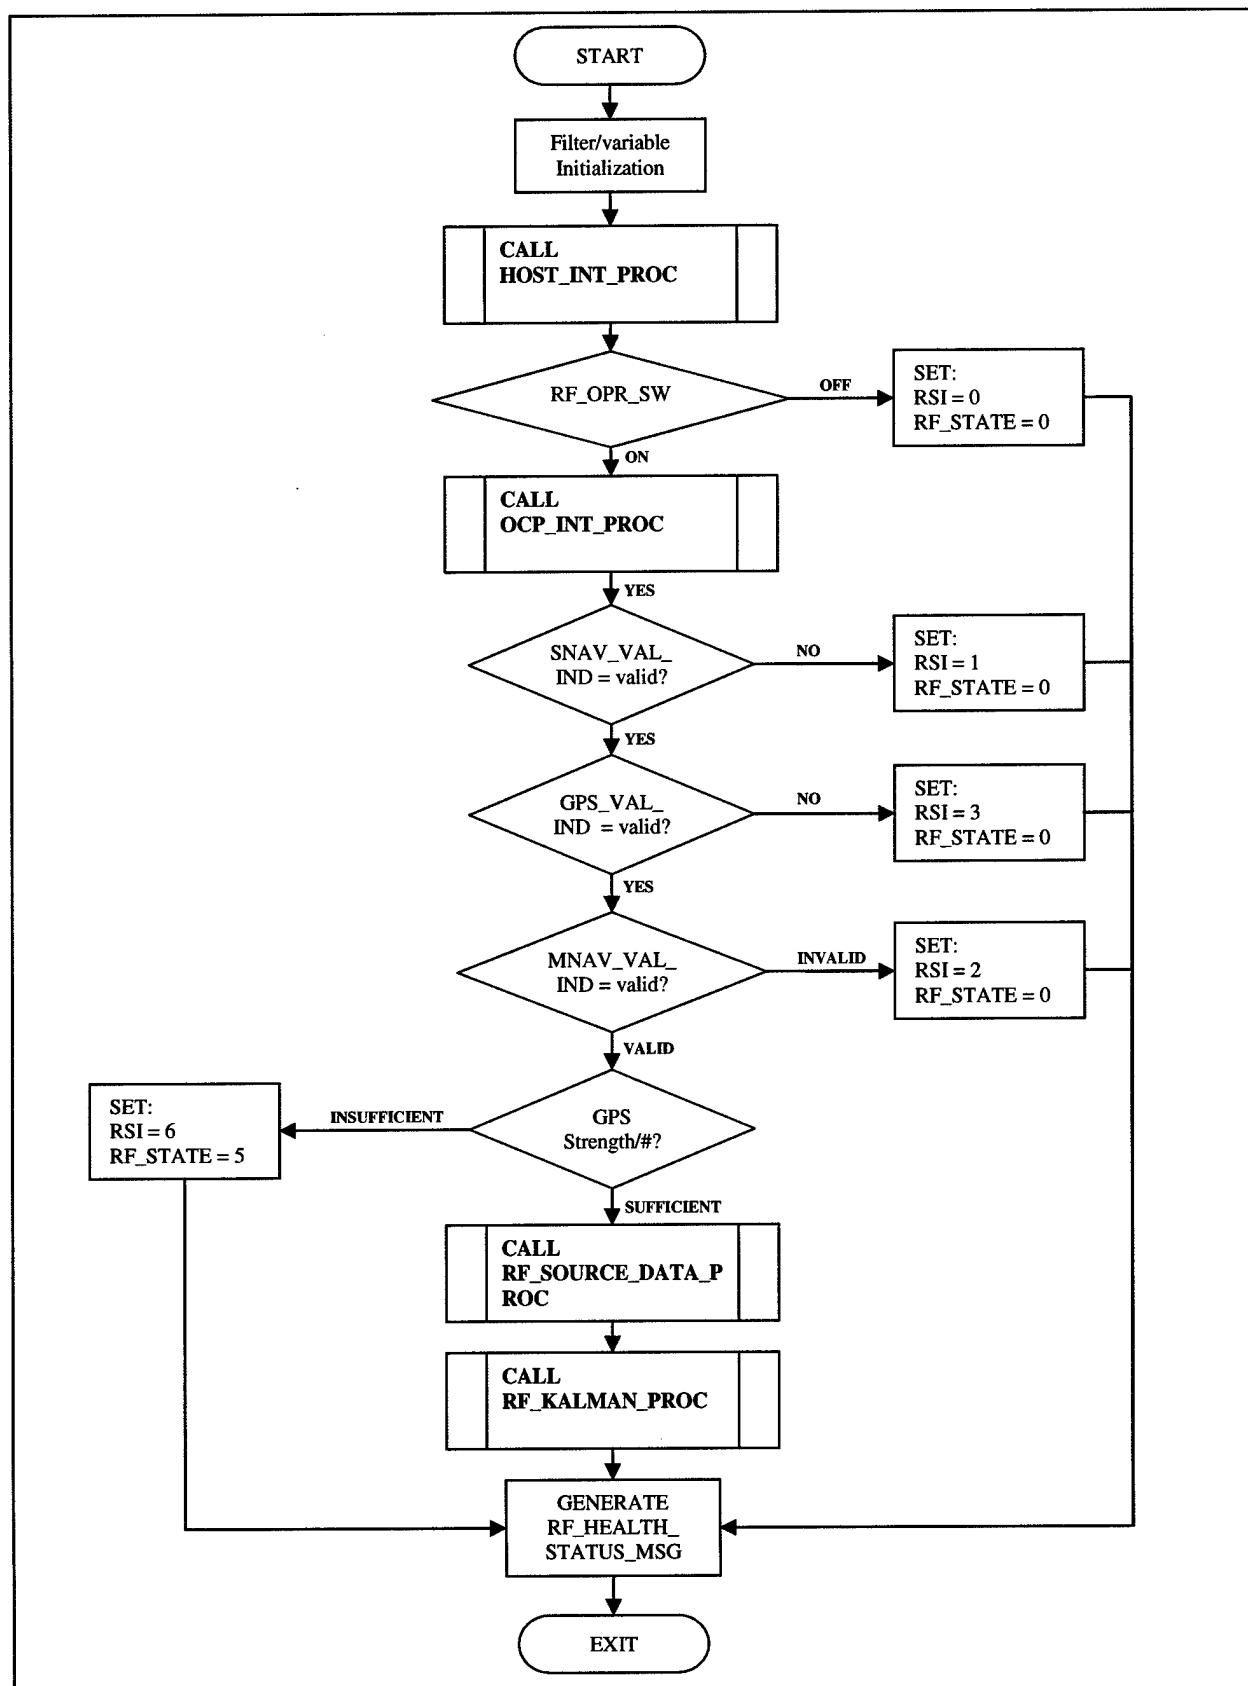 START
Filter/variable
Initialization
CALL
HOST_INT_PROC
RF_OPR_SW
OFF
SET:
RSI = 0
RF_STATE = 0
ON
CALL
OCP_INT_PROC
YES
SNAV_VAL_
IND = valid?
NO
SET:
RSI = 1
RF_STATE = 0
YES
GPS_VAL_
IND = valid?
NO
SET:
RSI = 3
RF_STATE = 0
YES
MNAV_VAL_
IND = valid?
INVALID
SET:
RSI = 2
RF_STATE = 0
VALID
GPS
Strength/#?
INSUFFICIENT
SET:
RSI = 6
RF_STATE = 5
SUFFICIENT
CALL
RF_SOURCE_DATA_P
ROC
CALL
RF_KALMAN_PROC
GENERATE
RF_HEALTH_
STATUS_MSG
EXIT